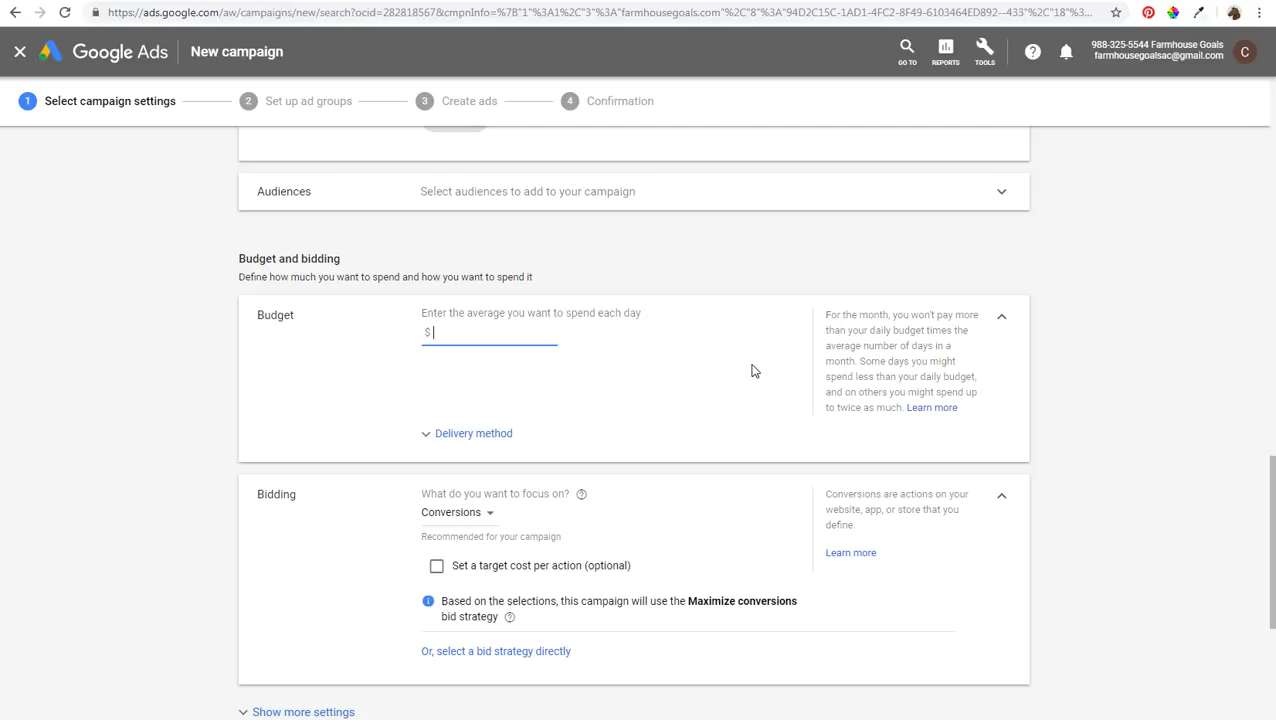 https://ads.google.com/aw/campaigns/new/search?ocid=282818567&cmpnInfo=%7B"1"%3A1%2C"3"%3A"farmhousegoals.com"%2C"8"%3A"94D2C15C-1AD1-4FC2-8F49-6103464ED892--433"%2C"18"%3...
Google Ads
New campaign
GO TO
REPORTS
TOOLS
988-325-5544 Farmhouse Goals
farmhousegoalsac@gmail.com
C
1 Select campaign settings
2 Set up ad groups
3 Create ads
4 Confirmation
Audiences
Select audiences to add to your campaign
Budget and bidding
Define how much you want to spend and how you want to spend it
Budget
Enter the average you want to spend each day
$
For the month, you won't pay more
than your daily budget times the
average number of days in a
month. Some days you might
spend less than your daily budget,
and on others you might spend up
to twice as much. Learn more
Delivery method
Bidding
What do you want to focus on?
Conversions
Recommended for your campaign
Set a target cost per action (optional)
Based on the selections, this campaign will use the Maximize conversions
bid strategy
Or, select a bid strategy directly
Conversions are actions on your
website, app, or store that you
define.
Learn more
Show more settings